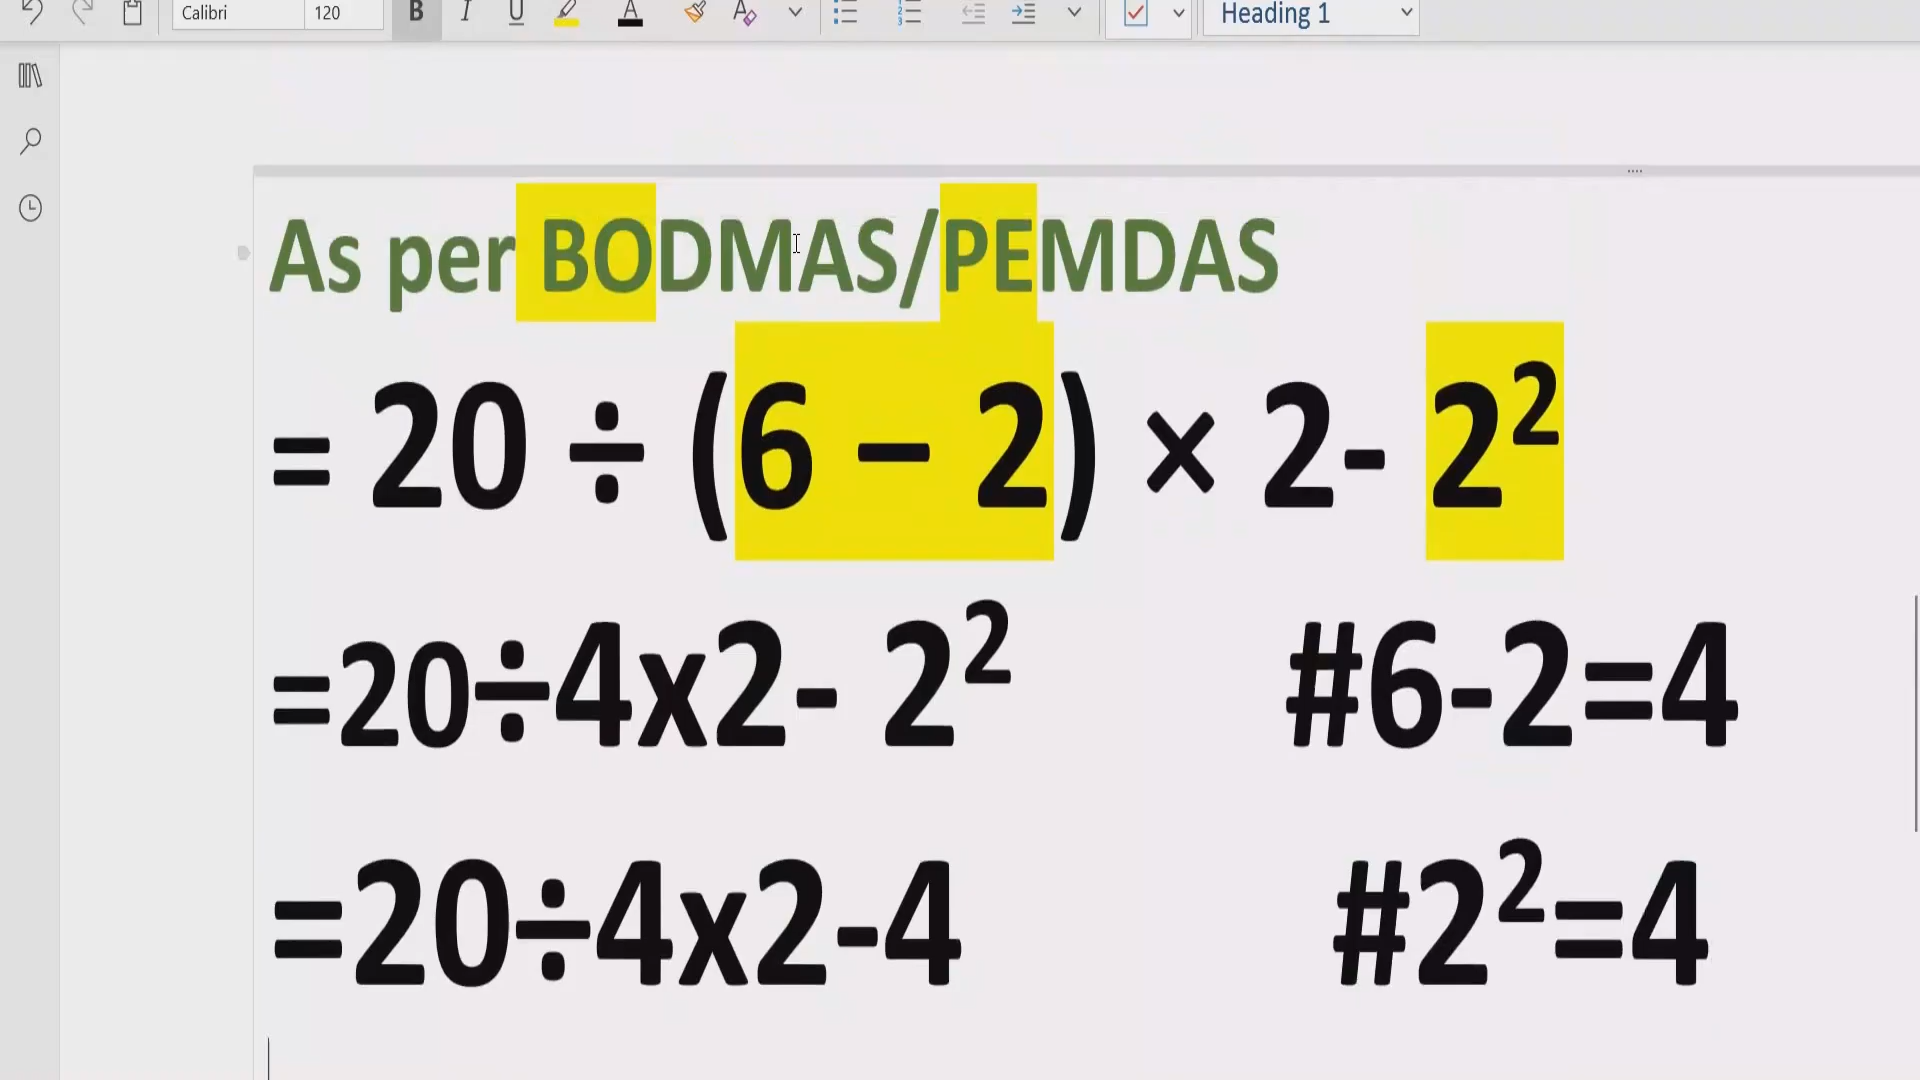 Calibri 120 B I U A A Heading 1
As per BODMAS/PEMDAS
= 20 ÷ (6 – 2) × 2- 2²
=20÷4x2- 2² #6-2=4
=20÷4x2-4 #2²=4